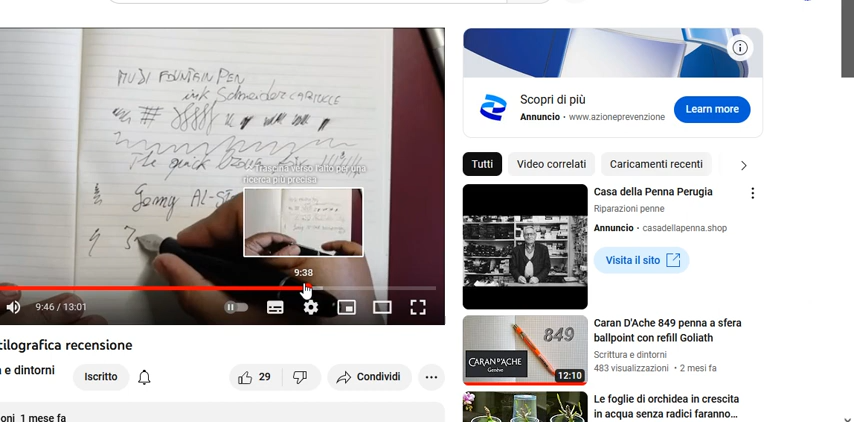 MUDI FOUNTAIN PEN
ink Schneider CARTUCCE
The quick Brown
Trascina verso l'alto per una
ricerca più precisa
9:38
9:46 / 13:01
tilografica recensione
e dintorni
Iscritto
29
Condividi
oni 1 mese fa
Scopri di più
Annuncio • www.azioneprevenzione
Learn more
Tutti
Video correlati
Caricamenti recenti
Casa della Penna Perugia
Riparazioni penne
Annuncio • casadellapenna.shop
Visita il sito
849
CARAN D'ACHE
Genève
12:10
Caran D'Ache 849 penna a sfera
ballpoint con refill Goliath
Scrittura e dintorni
483 visualizzazioni • 2 mesi fa
Le foglie di orchidea in crescita
in acqua senza radici faranno…